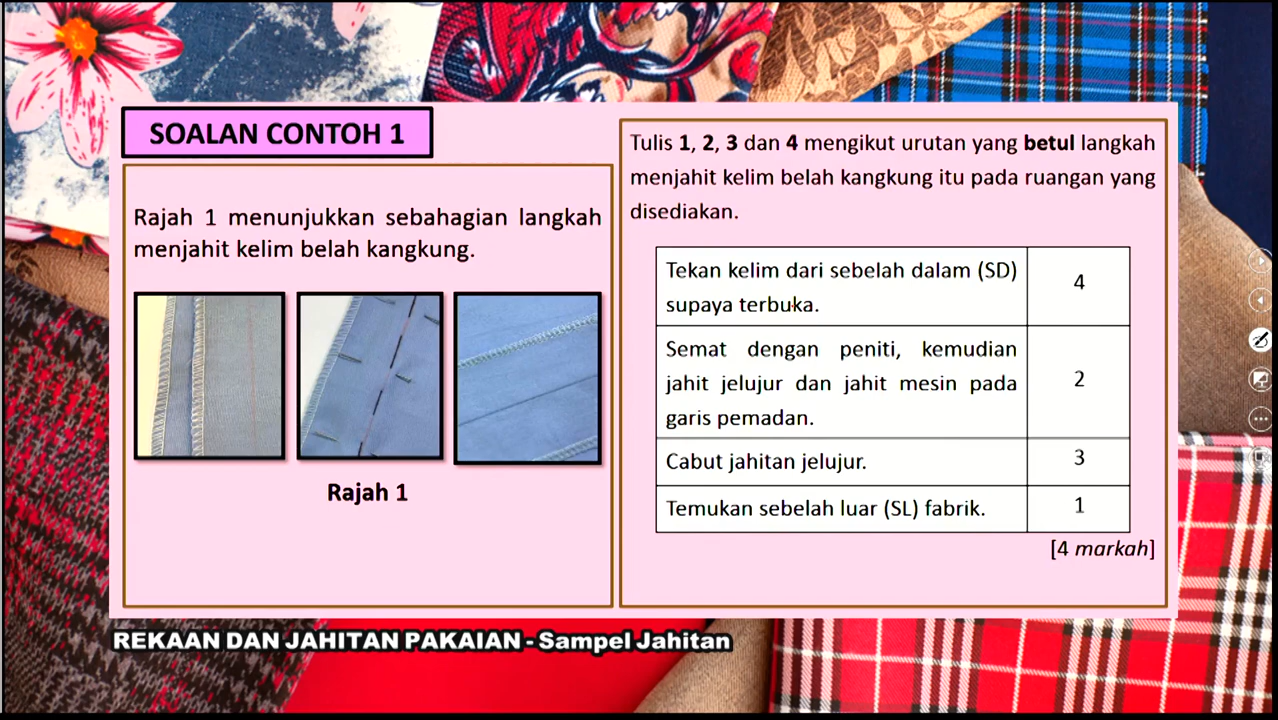 SOALAN CONTOH 1
Rajah 1 menunjukkan sebahagian langkah
menjahit kelim belah kangkung.
Rajah 1
Tulis 1, 2, 3 dan 4 mengikut urutan yang betul langkah
menjahit kelim belah kangkung itu pada ruangan yang
disediakan.
Tekan kelim dari sebelah dalam (SD)
supaya terbuka.
4
Semat dengan peniti, kemudian
jahit jelujur dan jahit mesin pada
garis pemadan.
2
Cabut jahitan jelujur.
3
Temukan sebelah luar (SL) fabrik.
1
[4 markah]
REKAAN DAN JAHITAN PAKAIAN - Sampel Jahitan